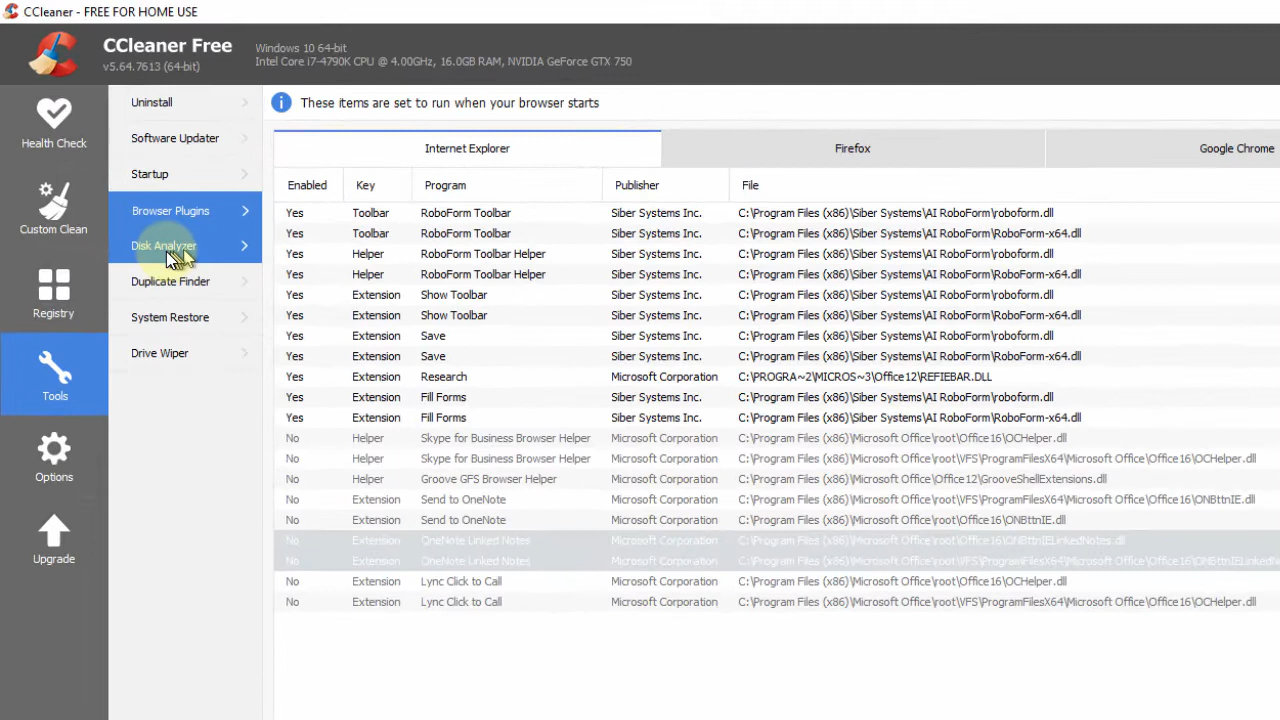 CCleaner - FREE FOR HOME USE
CCleaner Free
v5.64.7613 (64-bit)
Windows 10 64-bit
Intel Core i7-4790K CPU @ 4.00GHz, 16.0GB RAM, NVIDIA GeForce GTX 750
Health Check
Custom Clean
Registry
Tools
Options
Upgrade
Uninstall
Software Updater
Startup
Browser Plugins
Disk Analyzer
Duplicate Finder
System Restore
Drive Wiper
These items are set to run when your browser starts
Internet Explorer Firefox Google Chrome
Enabled Key Program Publisher File
Yes Toolbar RoboForm Toolbar Siber Systems Inc. C:\Program Files (x86)\Siber Systems\AI RoboForm\roboform.dll
Yes Toolbar RoboForm Toolbar Siber Systems Inc. C:\Program Files (x86)\Siber Systems\AI RoboForm\RoboForm-x64.dll
Yes Helper RoboForm Toolbar Helper Siber Systems Inc. C:\Program Files (x86)\Siber Systems\AI RoboForm\roboform.dll
Yes Helper RoboForm Toolbar Helper Siber Systems Inc. C:\Program Files (x86)\Siber Systems\AI RoboForm\RoboForm-x64.dll
Yes Extension Show Toolbar Siber Systems Inc. C:\Program Files (x86)\Siber Systems\AI RoboForm\roboform.dll
Yes Extension Show Toolbar Siber Systems Inc. C:\Program Files (x86)\Siber Systems\AI RoboForm\RoboForm-x64.dll
Yes Extension Save Siber Systems Inc. C:\Program Files (x86)\Siber Systems\AI RoboForm\roboform.dll
Yes Extension Save Siber Systems Inc. C:\Program Files (x86)\Siber Systems\AI RoboForm\RoboForm-x64.dll
Yes Extension Research Microsoft Corporation C:\PROGRA~2\MICROS~3\Office12\REFIEBAR.DLL
Yes Extension Fill Forms Siber Systems Inc. C:\Program Files (x86)\Siber Systems\AI RoboForm\roboform.dll
Yes Extension Fill Forms Siber Systems Inc. C:\Program Files (x86)\Siber Systems\AI RoboForm\RoboForm-x64.dll
No Helper Skype for Business Browser Helper Microsoft Corporation C:\Program Files (x86)\Microsoft Office\root\Office16\OCHelper.dll
No Helper Skype for Business Browser Helper Microsoft Corporation C:\Program Files (x86)\Microsoft Office\root\VFS\ProgramFilesX64\Microsoft Office\Office16\OCHelper.dll
No Helper Groove GFS Browser Helper Microsoft Corporation C:\Program Files (x86)\Microsoft Office\Office12\GrooveShellExtensions.dll
No Extension Send to OneNote Microsoft Corporation C:\Program Files (x86)\Microsoft Office\root\VFS\ProgramFilesX64\Microsoft Office\Office16\ONBttnIE.dll
No Extension Send to OneNote Microsoft Corporation C:\Program Files (x86)\Microsoft Office\root\Office16\ONBttnIE.dll
No Extension OneNote Linked Notes Microsoft Corporation C:\Program Files (x86)\Microsoft Office\root\Office16\ONBttnIELinkedNotes.dll
No Extension OneNote Linked Notes Microsoft Corporation C:\Program Files (x86)\Microsoft Office\root\VFS\ProgramFilesX64\Microsoft Office\Office16\ONBttnIELinkedN
No Extension Lync Click to Call Microsoft Corporation C:\Program Files (x86)\Microsoft Office\root\Office16\OCHelper.dll
No Extension Lync Click to Call Microsoft Corporation C:\Program Files (x86)\Microsoft Office\root\VFS\ProgramFilesX64\Microsoft Office\Office16\OCHelper.dll